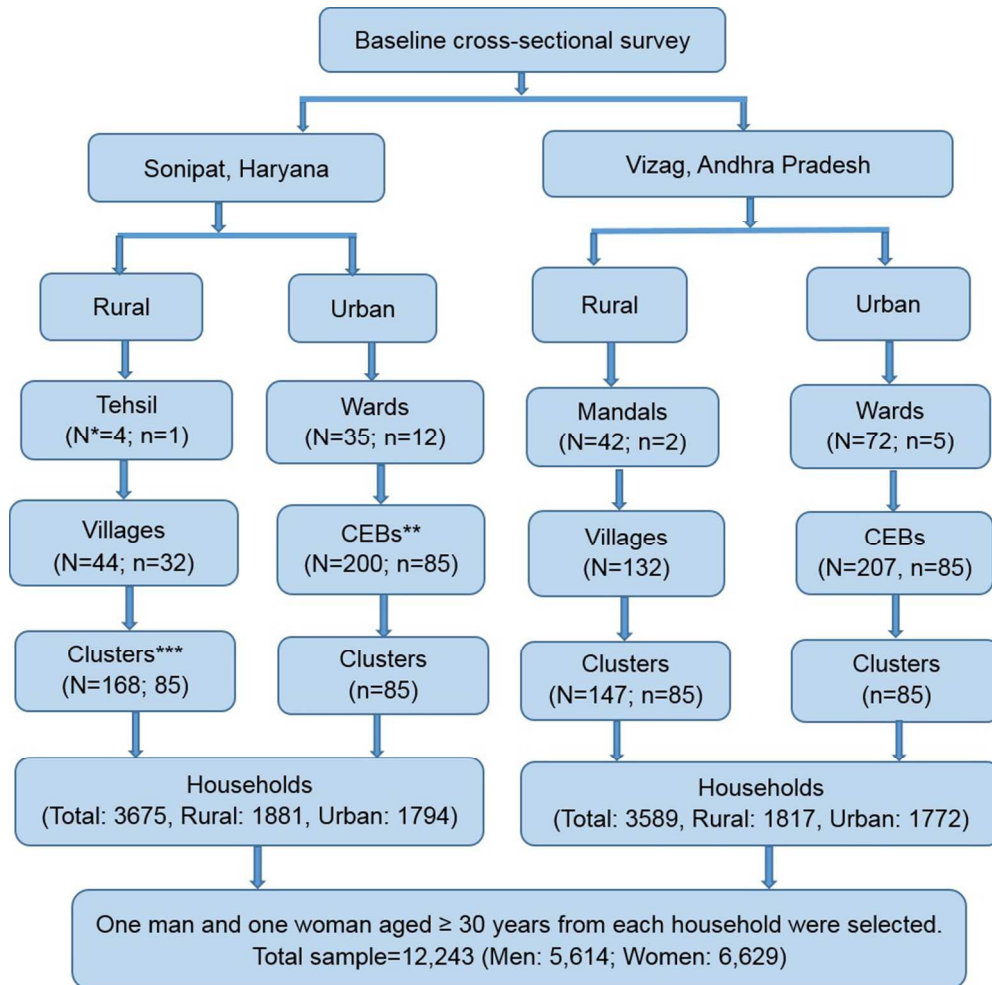 Baseline cross-sectional survey
Sonipat, Haryana
Vizag, Andhra Pradesh
Rural
Urban
Rural
Urban
Tehsil
(N*=4; n=1)
Wards
(N=35; n=12)
Mandals
(N=42; n=2)
Wards
(N=72; n=5)
Villages
(N=44; n=32)
CEBs**
(N=200; n=85)
Villages
(N=132)
CEBs
(N=207, n=85)
Clusters***
(N=168; 85)
Clusters
(n=85)
Clusters
(N=147; n=85)
Clusters
(n=85)
Households
(Total: 3675, Rural: 1881, Urban: 1794)
Households
(Total: 3589, Rural: 1817, Urban: 1772)
One man and one woman aged ≥ 30 years from each household were selected.
Total sample=12,243 (Men: 5,614; Women: 6,629)